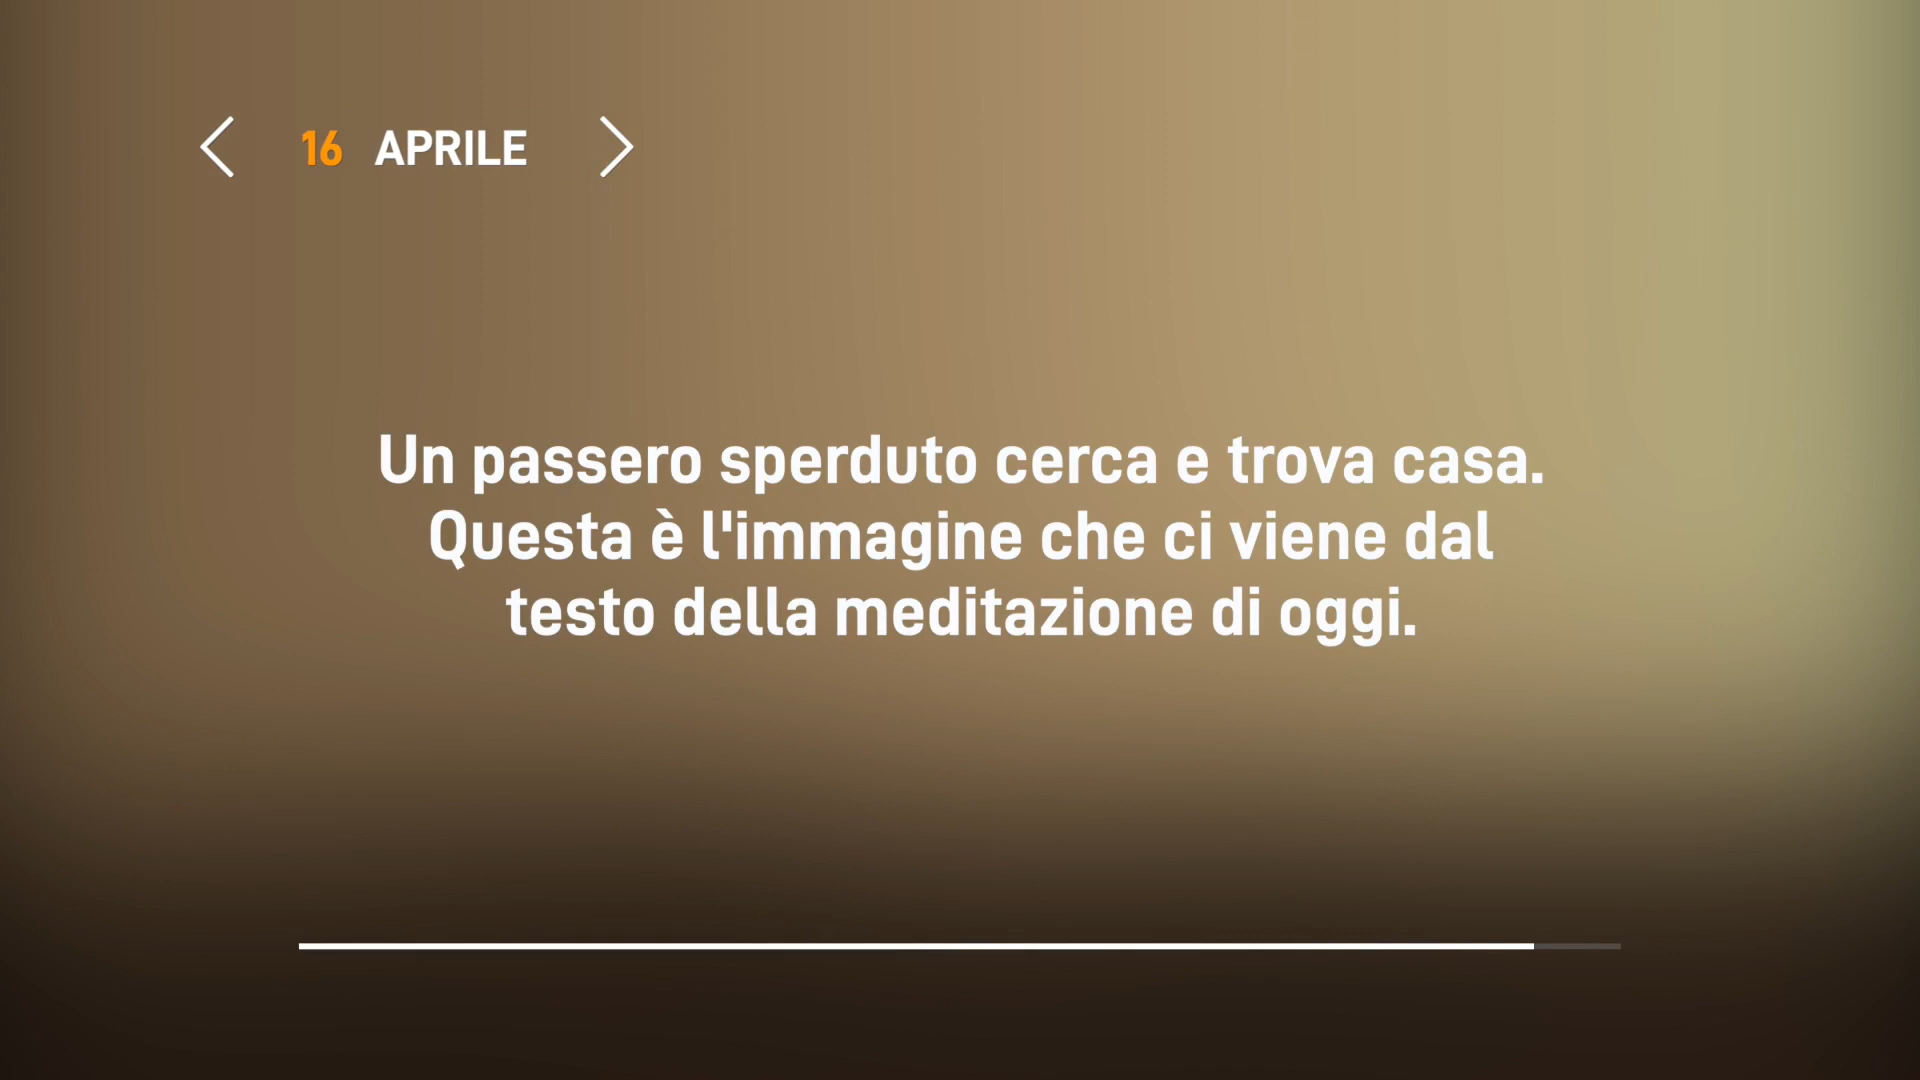 16 APRILE
Un passero sperduto cerca e trova casa.
Questa è l'immagine che ci viene dal
testo della meditazione di oggi.